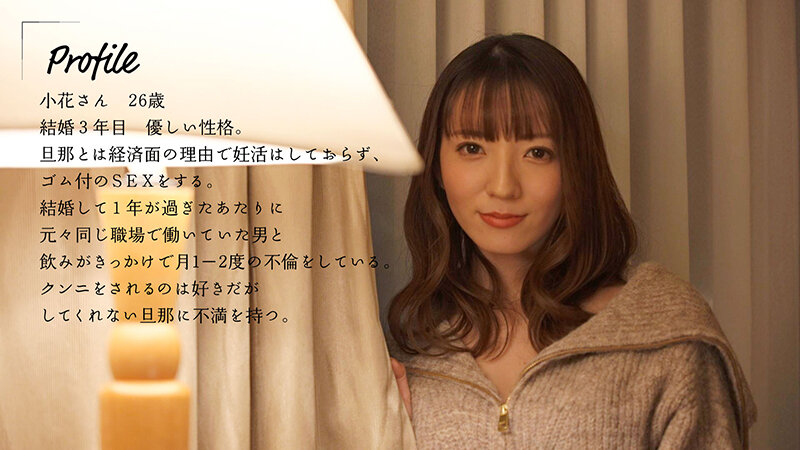 Profile
小花さん　26歳
結婚３年目　優しい性格。
旦那とは経済面の理由で妊活はしておらず、
ゴム付のＳＥＸをする。
結婚して１年が過ぎたあたりに
元々同じ職場で働いていた男と
飲みがきっかけで月1－2度の不倫をしている。
クンニをされるのは好きだが
してくれない旦那に不満を持つ。